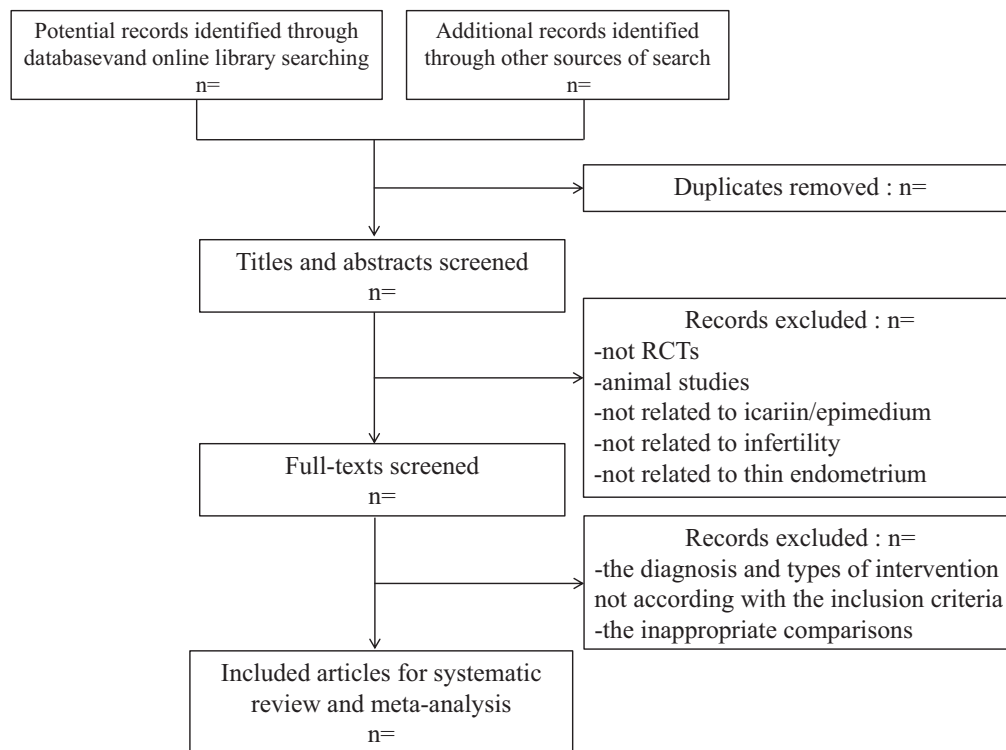 Potential records identified through
databasevand online library searching
n=
Additional records identified
through other sources of search
n=
Duplicates removed : n=
Titles and abstracts screened
n=
Records excluded : n=
-not RCTs
-animal studies
-not related to icariin/epimedium
-not related to infertility
-not related to thin endometrium
Full-texts screened
n=
Records excluded : n=
-the diagnosis and types of intervention
not according with the inclusion criteria
-the inappropriate comparisons
Included articles for systematic
review and meta-analysis
n=